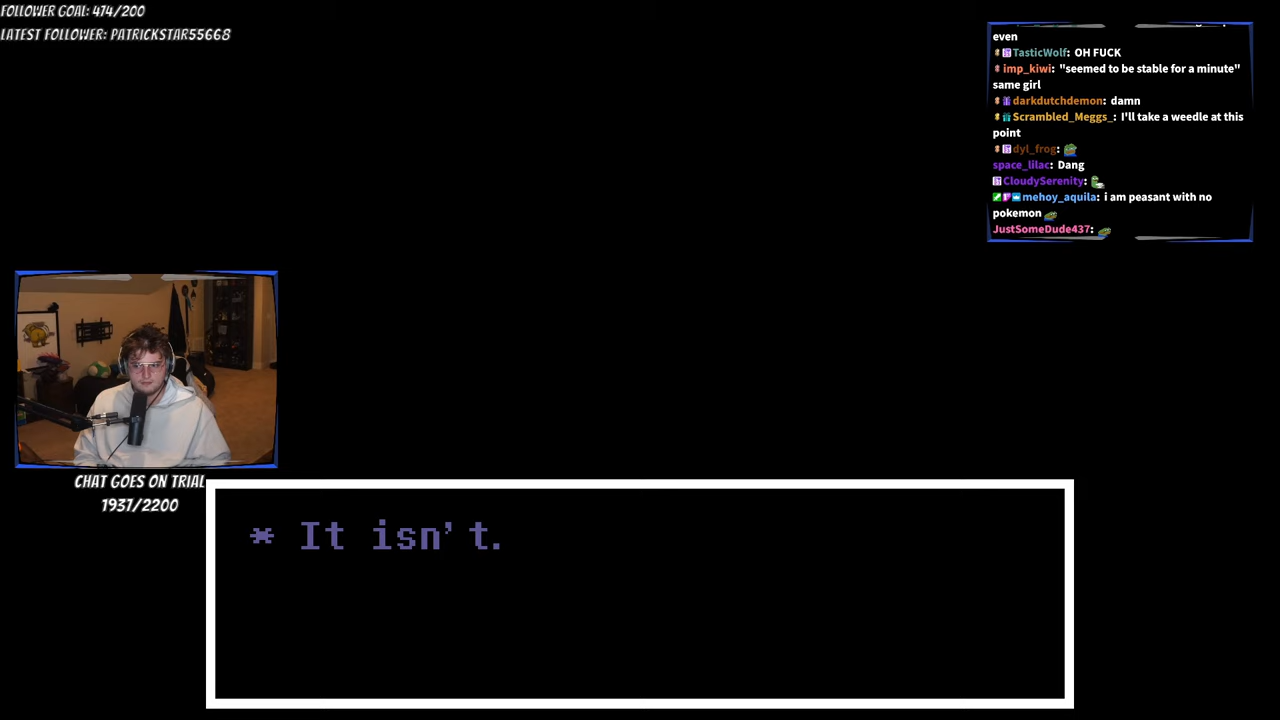 FOLLOWER GOAL: 474/200
LATEST FOLLOWER: PATRICKSTAR55668
even
TasticWolf: OH FUCK
imp_kiwi: "seemed to be stable for a minute"
same girl
darkdutchdemon: damn
Scrambled_Meggs_: I'll take a weedle at this
point
dyl_frog:
space_lilac: Dang
CloudySerenity:
mehoy_aquila: i am peasant with no
pokemon
JustSomeDude437:
CHAT GOES ON TRIAL
1937/2200
* It isn't.